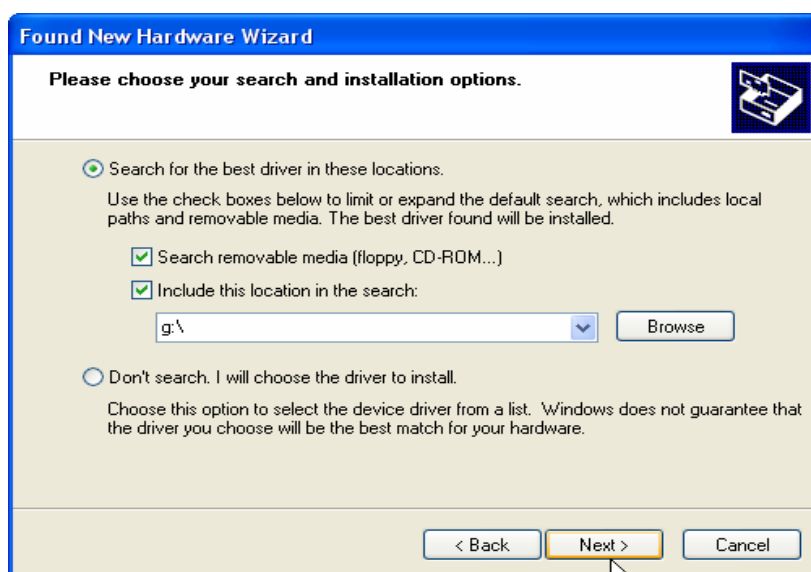 Found New Hardware Wizard
Please choose your search and installation options.
Search for the best driver in these locations.
Use the check boxes below to limit or expand the default search, which includes local
paths and removable media. The best driver found will be installed.
Search removable media (floppy, CD-ROM...)
Include this location in the search:
g:\
Browse
Don't search. I will choose the driver to install.
Choose this option to select the device driver from a list. Windows does not guarantee that
the driver you choose will be the best match for your hardware.
< Back Next > Cancel